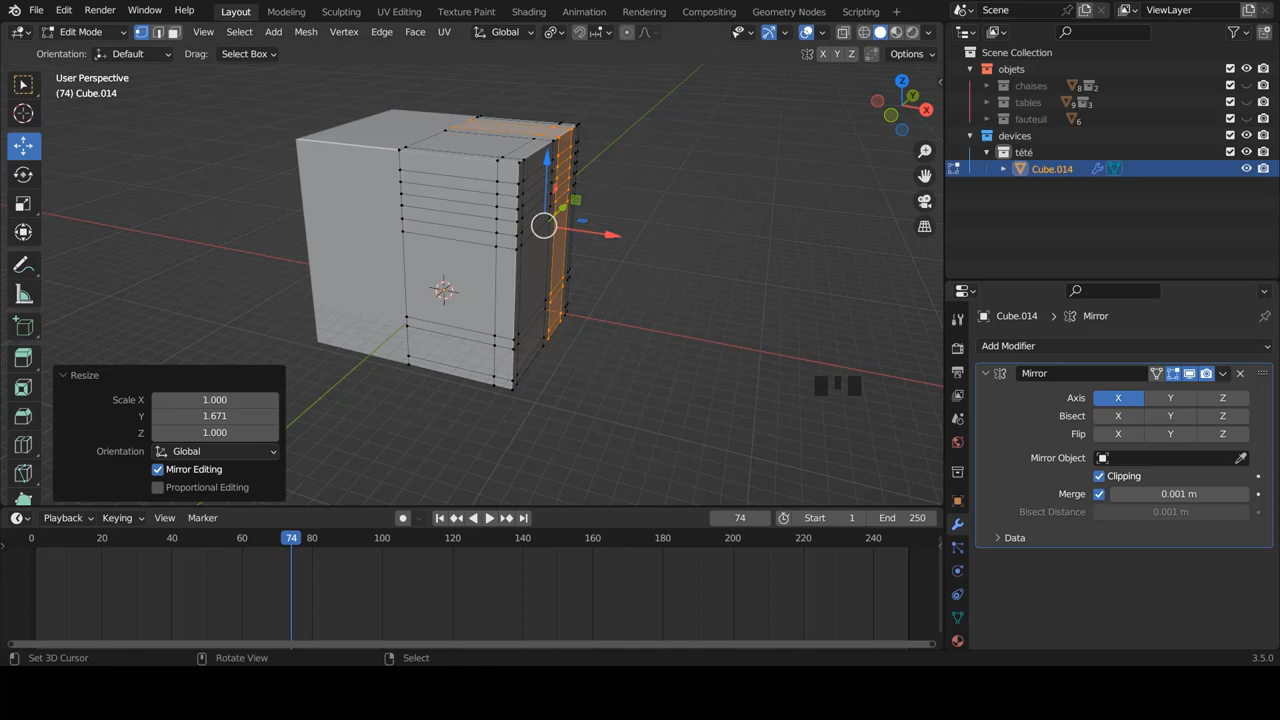 File Edit Render Window Help Layout Modeling Sculpting UV Editing Texture Paint Shading Animation Rendering Compositing Geometry Nodes Scripting Scene ViewLayer
Edit Mode View Select Add Mesh Vertex Edge Face UV Global
Orientation: Default Drag: Select Box X Y Z Options
User Perspective
(74) Cube.014
Z
Y
X
Scene Collection
objets
chaises 8 2
tables 9 3
fauteuil 6
devices
tété
Cube.014
Cube.014 Mirror
Add Modifier
Mirror
Axis X Y Z
Bisect X Y Z
Flip X Y Z
Mirror Object
Clipping
Merge 0.001 m
Bisect Distance 0.001 m
Data
Resize
Scale X 1.000
Y 1.671
Z 1.000
Orientation Global
Mirror Editing
Proportional Editing
Playback Keying View Marker 74 Start 1 End 250
0 20 40 60 74 80 100 120 140 160 180 200 220 240
Set 3D Cursor Rotate View Select 3.5.0